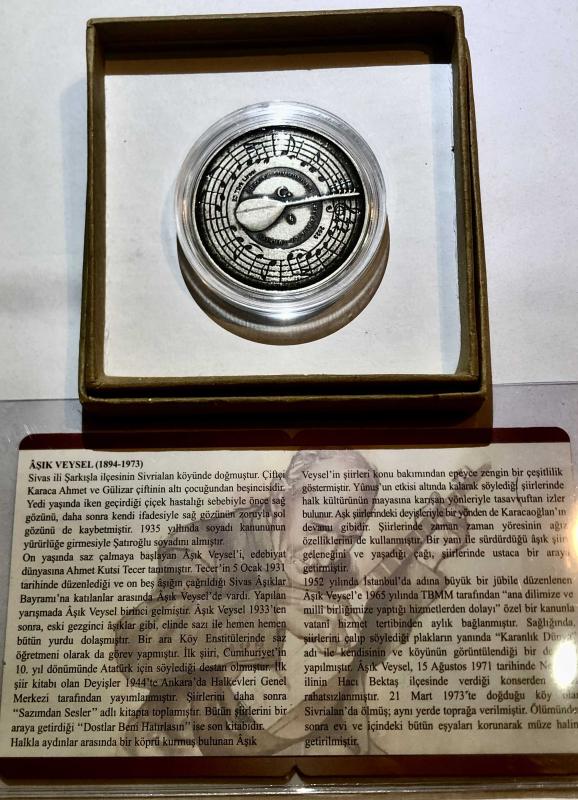 ÂŞIK VEYSEL (1894-1973)
Sivas ili Şarkışla ilçesinin Sivrialan köyünde doğmuştur. Çiftçi
Karaca Ahmet ve Gülizar çiftinin altı çocuğundan beşincisidir.
Yedi yaşında iken geçirdiği çiçek hastalığı sebebiyle önce sağ
gözünü, daha sonra kendi ifadesiyle sağ gözünün zoruyla sol
gözünü de kaybetmiştir. 1935 yılında soyadı kanununun
yürürlüğe girmesiyle Şatıroğlu soyadını almıştır.
On yaşında saz çalmaya başlayan Âşık Veysel'i, edebiyat
dünyasına Ahmet Kutsi Tecer tanıtmıştır. Tecer'in 5 Ocak 1931
tarihinde düzenlediği ve on beş âşığın çağrıldığı Sivas Âşıklar
Bayramı'na katılanlar arasında Âşık Veysel'de vardı. Yapılan
yarışmada Âşık Veysel birinci gelmiştir. Âşık Veysel 1933'ten
sonra, eski gezginci âşıklar gibi, elinde sazı ile hemen hemen
bütün yurdu dolaşmıştır. Bir ara Köy Enstitülerinde saz
öğretmeni olarak da görev yapmıştır. İlk şiiri, Cumhuriyet'in
10. yıl dönümünde Atatürk için söylediği destan olmuştur. İlk
şiir kitabı olan Deyişler 1944'te Ankara'da Halkevleri Genel
Merkezi tarafından yayımlanmıştır. Şiirlerini daha sonra
“Sazımdan Sesler” adlı kitapta toplamıştır. Bütün şiirlerini bir
araya getirdiği “Dostlar Beni Hatırlasın” ise son kitabıdır.
Halkla aydınlar arasında bir köprü kurmuş bulunan Âşık
Veysel'in şiirleri konu bakımından epeyce zengin bir çeşitlilik
göstermiştir. Yûnus'un etkisi altında kalarak söylediği şiirlerinde
halk kültürünün mayasına karışan yönleriyle tasavvuftan izler
bulunur. Aşk şiirlerindeki deyişleriyle bir yönden de Karacaoğlan'ın
devamı gibidir. Şiirlerinde zaman zaman yöresinin ağız
özelliklerini de kullanmıştır. Bir yanı ile sürdürdüğü âşık şiiri
geleneğini ve yaşadığı çağı, şiirlerinde ustaca bir araya
getirmiştir.
1952 yılında İstanbul'da adına büyük bir jübile düzenlenen
Âşık Veysel'e 1965 yılında TBMM tarafından “ana dilimize ve
millî birliğimize yaptığı hizmetlerden dolayı” özel bir kanunla
vatanî hizmet tertibinden aylık bağlanmıştır. Sağlığında,
şiirlerini çalıp söylediği plakların yanında “Karanlık Dünya”
adı ile kendisinin ve köyünün görüntülendiği bir de
yapılmıştır. Âşık Veysel, 15 Ağustos 1971 tarihinde
ilinin Hacı Bektaş ilçesinde verdiği konserden
rahatsızlanmıştır. 21 Mart 1973'te doğduğu köy
Sivrialan'da ölmüş; aynı yerde toprağa verilmiştir. Ölümünden
sonra evi ve içindeki bütün eşyaları korunarak müze haline
getirilmiştir.